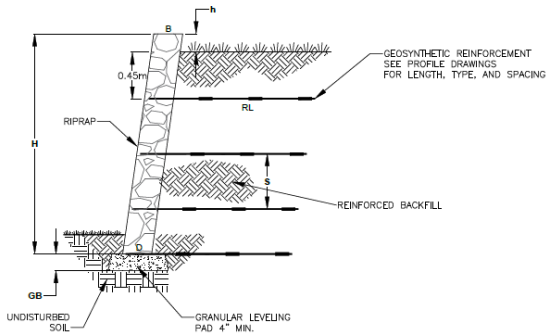 B
h
GEOSYNTHETIC REINFORCEMENT
SEE PROFILE DRAWINGS
FOR LENGTH, TYPE, AND SPACING
0.45m
RL
RIPRAP
H
S
REINFORCED BACKFILL
D
GB
UNDISTURBED
SOIL
GRANULAR LEVELING
PAD 4" MIN.